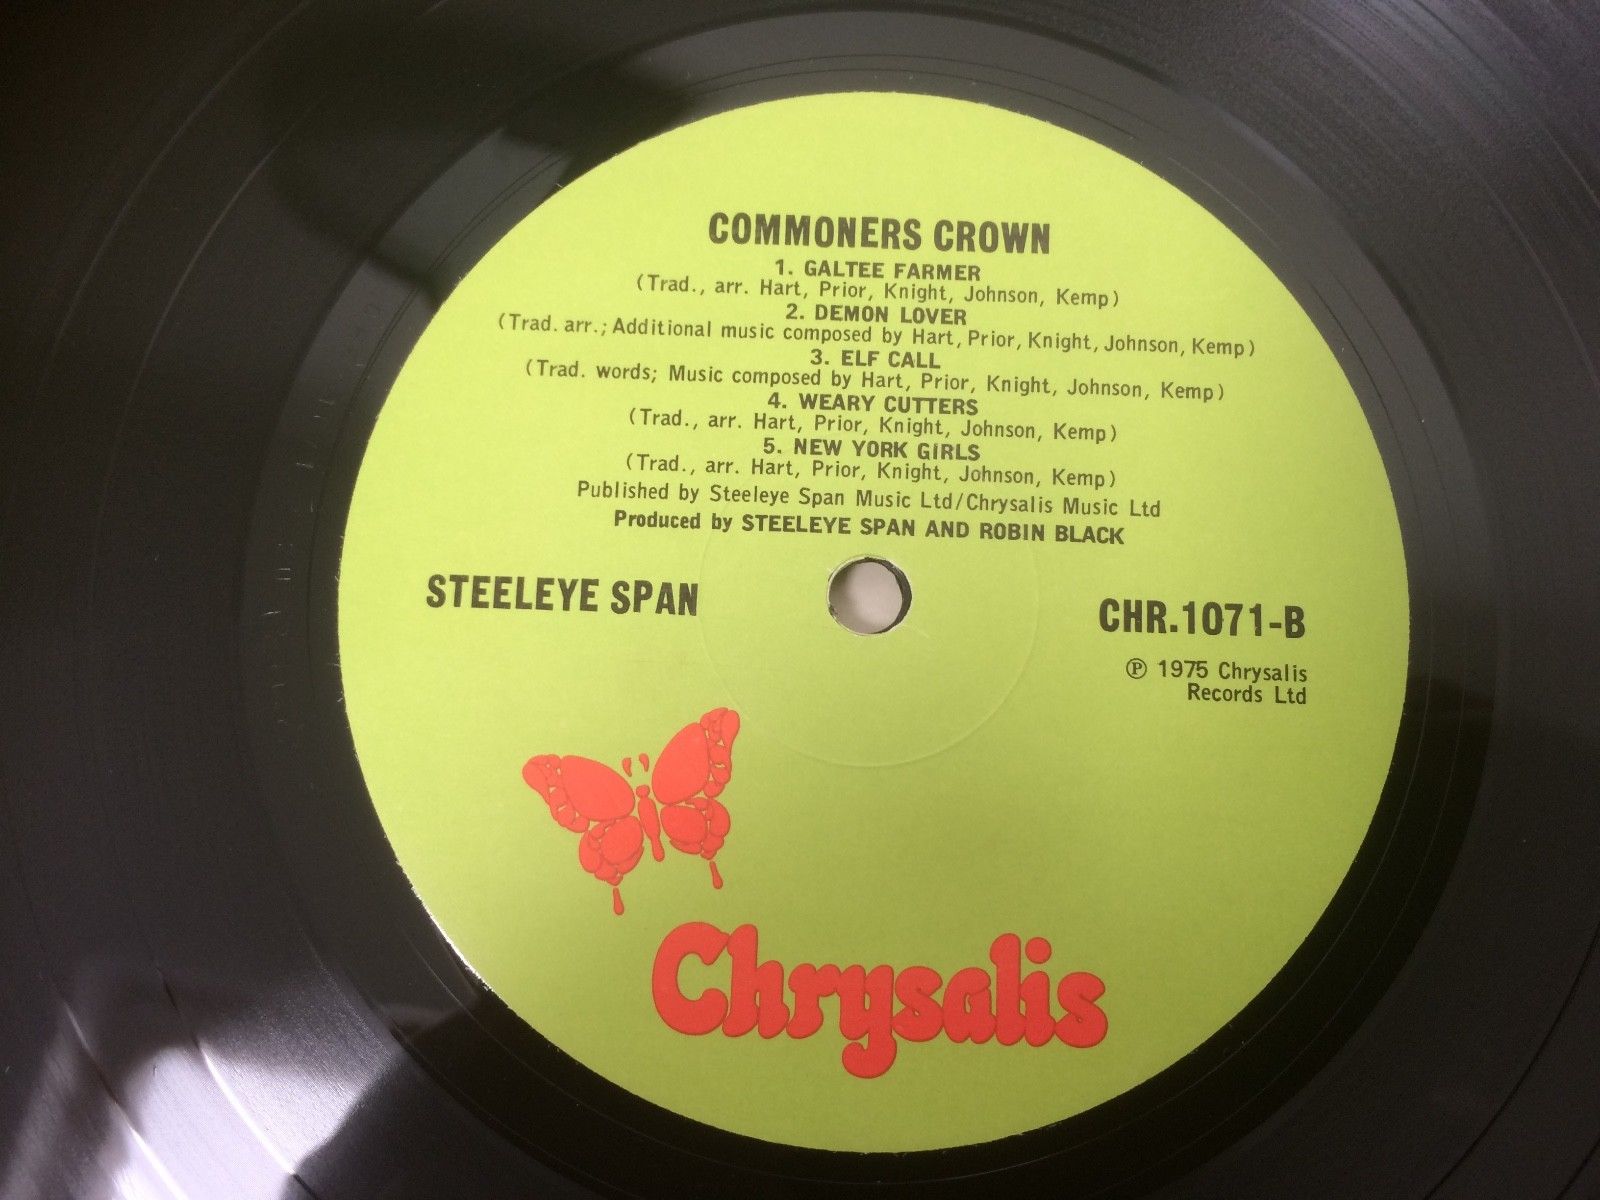 COMMONERS CROWN
1. GALTEE FARMER
(Trad., arr. Hart, Prior, Knight, Johnson, Kemp)
2. DEMON LOVER
(Trad. arr.; Additional music composed by Hart, Prior, Knight, Johnson, Kemp)
3. ELF CALL
(Trad. words; Music composed by Hart, Prior, Knight, Johnson, Kemp)
4. WEARY CUTTERS
(Trad., arr. Hart, Prior, Knight, Johnson, Kemp)
5. NEW YORK GIRLS
(Trad., arr. Hart, Prior, Knight, Johnson, Kemp)
Published by Steeleye Span Music Ltd/Chrysalis Music Ltd
Produced by STEELEYE SPAN AND ROBIN BLACK
STEELEYE SPAN
CHR.1071-B
℗ 1975 Chrysalis
Records Ltd
Chrysalis